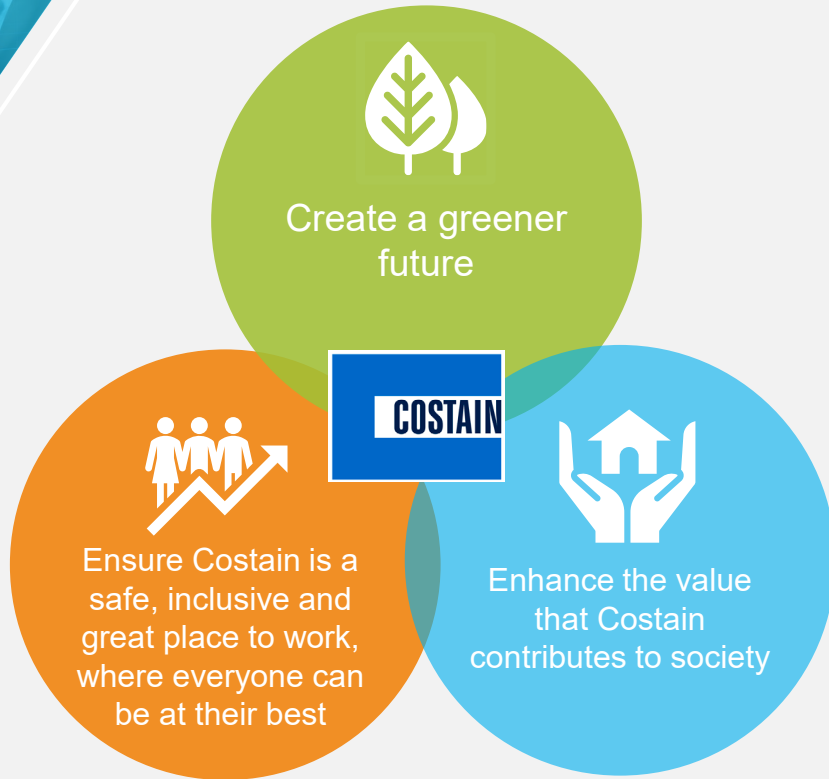 Create a greener
future
COSTAIN
Ensure Costain is a
safe, inclusive and
great place to work,
where everyone can
be at their best
Enhance the value
that Costain
contributes to society